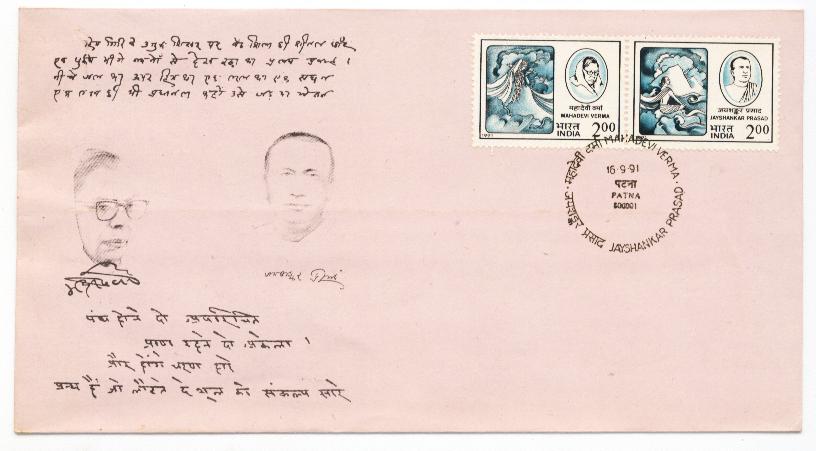 हिम गिरि के उत्तुंग शिखर पर बैठ शिला की शीतल छाँह
एक पुरुष भीगे नयनों से देख रहा था प्रलय प्रवाह ।
नीचे जल था ऊपर हिम था एक तरल था एक सघन
एक तत्व की ही प्रधानता कहो उसे जड़ या चेतन
महादेवी वर्मा
MAHADEVI VERMA
भारत
INDIA
2.00
1991
जयशङ्कर प्रसाद
JAYSHANKAR PRASAD
भारत
INDIA
2.00
महादेवी वर्मा MAHADEVI VERMA
16-9-91
पटना
PATNA
800001
जयशंकर प्रसाद JAYSHANKAR PRASAD
महादेवी
जयशंकर प्रसाद
पंथ होने दो अपरिचित
प्राण रहने दो अकेला !
और होंगे चरण हारे
अन्य हैं जो लौटते दे शूल को संकल्प सारे